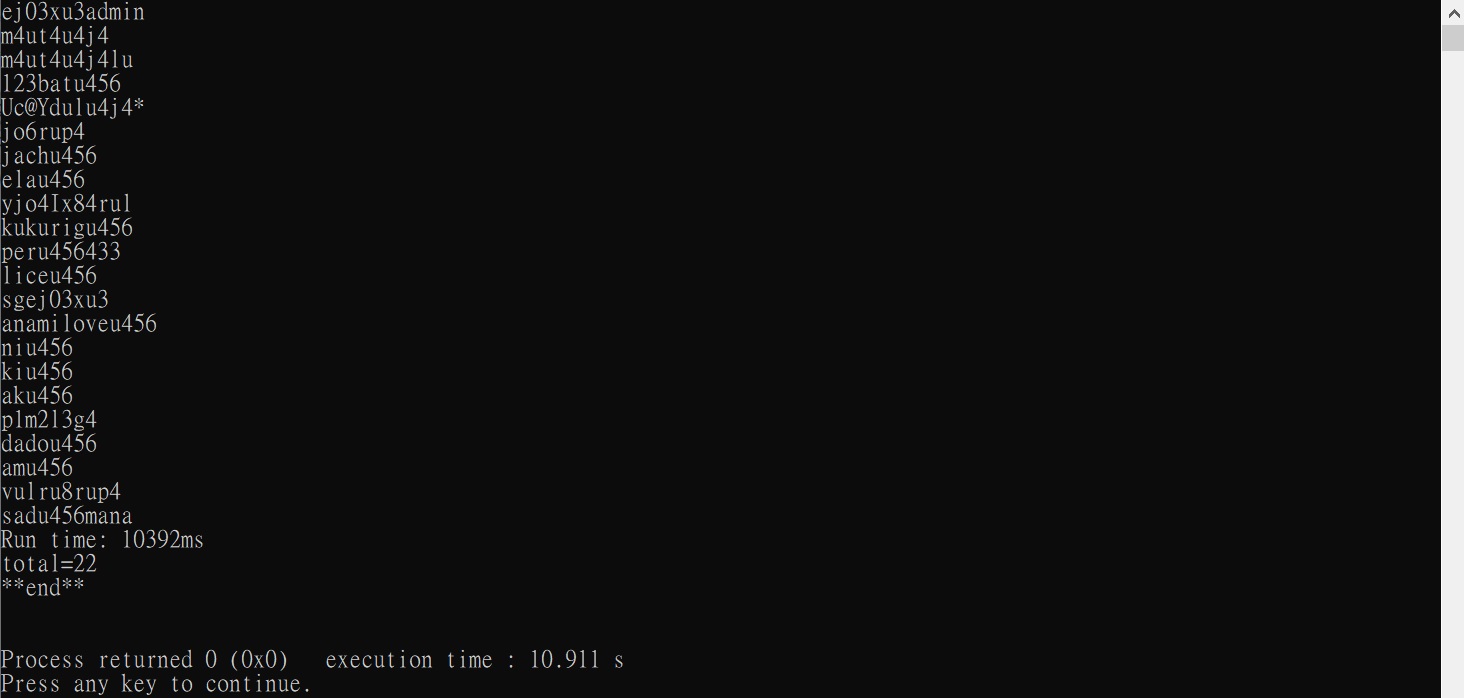 ej03xu3admin
m4ut4u4j4
m4ut4u4j4lu
123batu456
Uc@Ydulu4j4*
jo6rup4
jachu456
elau456
yjo4Ix84rul
kukurigu456
peru456433
liceu456
sgej03xu3
anamiloveu456
niu456
kiu456
aku456
plm2l3g4
dadou456
amu456
vulru8rup4
sadu456mana
Run time: 10392ms
total=22
**end**
Process returned 0 (0x0)   execution time : 10.911 s
Press any key to continue.